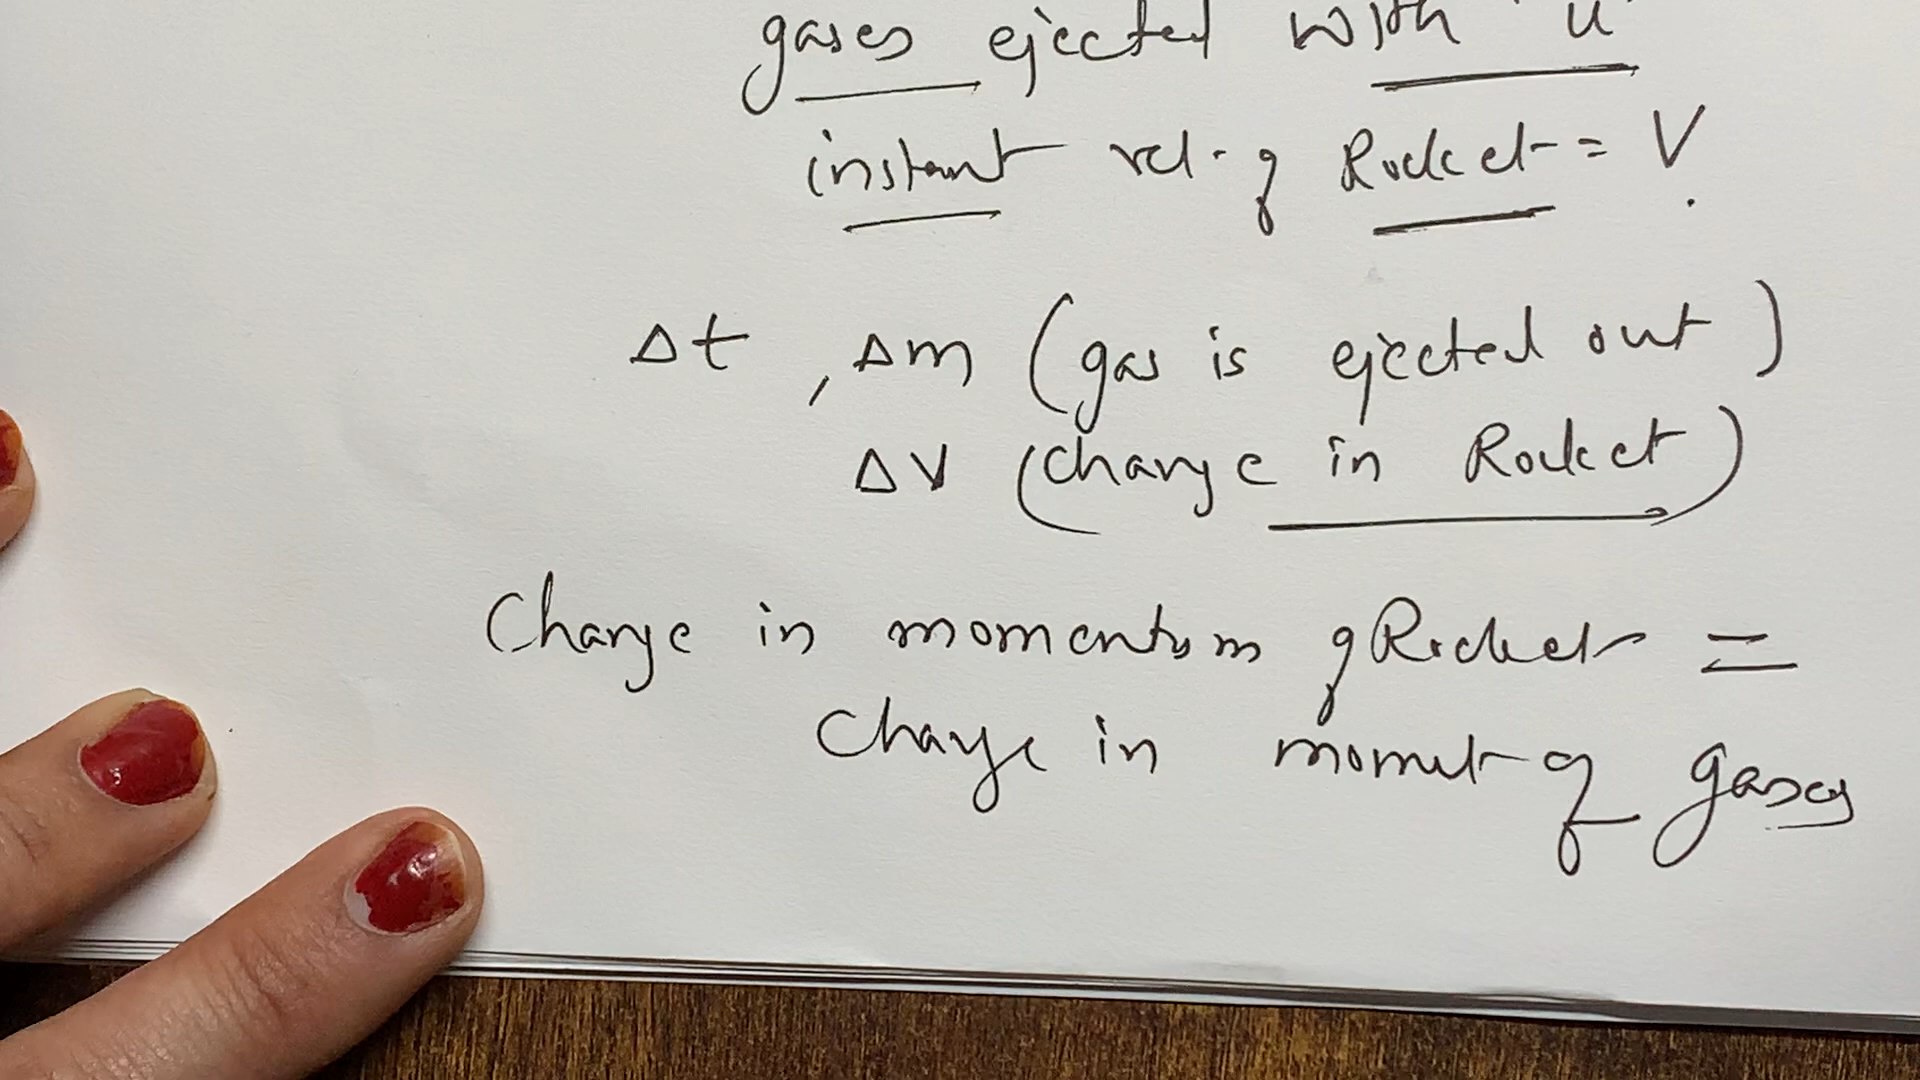 gases ejected with 'u'
instant vel. of Rocket = V.
Δt, Δm (gas is ejected out)
ΔV (change in Rocket)
Change in momentum of Rocket =
Change in moment of gases